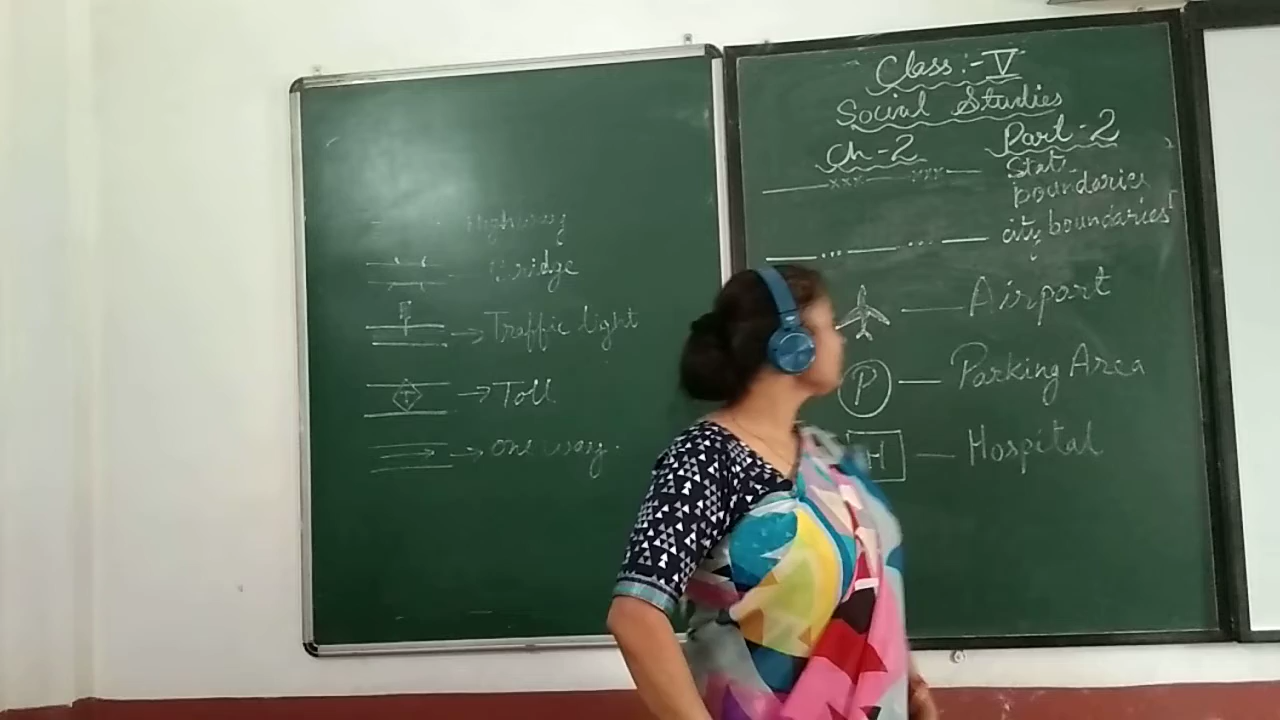 Highway
Bridge
Traffic light
T Toll
one way.
Class:- V
Social Studies
Ch-2 Part-2
State
boundaries
city boundaries
Airport
P Parking Area
H Hospital